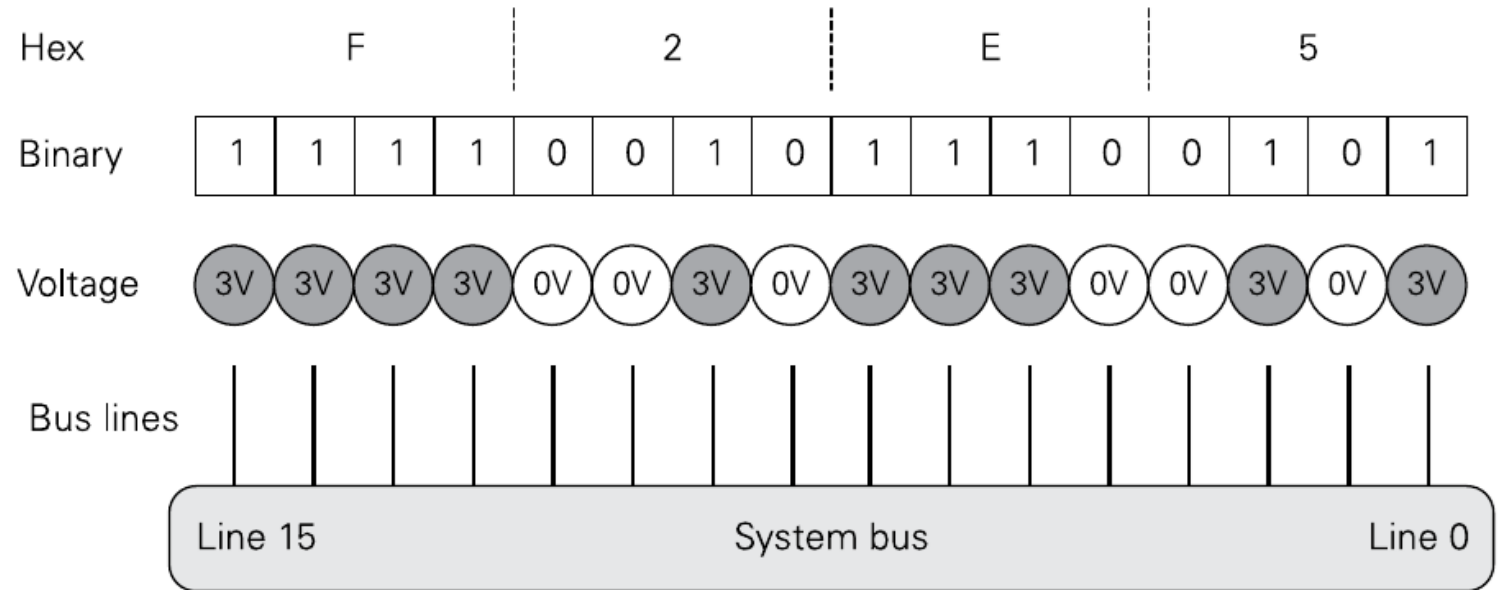 Hex F 2 E 5
Binary 1 1 1 1 0 0 1 0 1 1 1 0 0 1 0 1
Voltage 3V 3V 3V 3V 0V 0V 3V 0V 3V 3V 3V 0V 0V 3V 0V 3V
Bus lines
Line 15 System bus Line 0